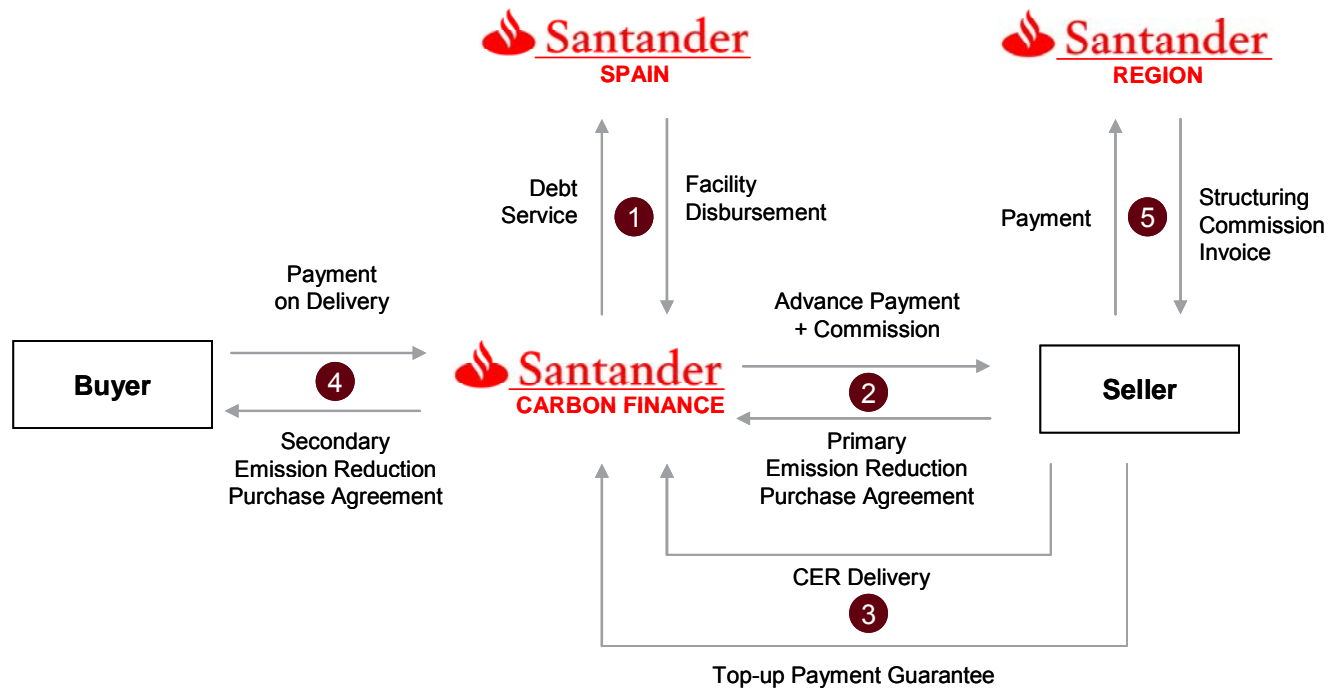 Santander
SPAIN
Santander
REGION
Debt
Service
1
Facility
Disbursement
Payment
5
Structuring
Commission
Invoice
Payment
on Delivery
Advance Payment
+ Commission
Buyer
4
Santander
CARBON FINANCE
2
Seller
Secondary
Emission Reduction
Purchase Agreement
Primary
Emission Reduction
Purchase Agreement
CER Delivery
3
Top-up Payment Guarantee